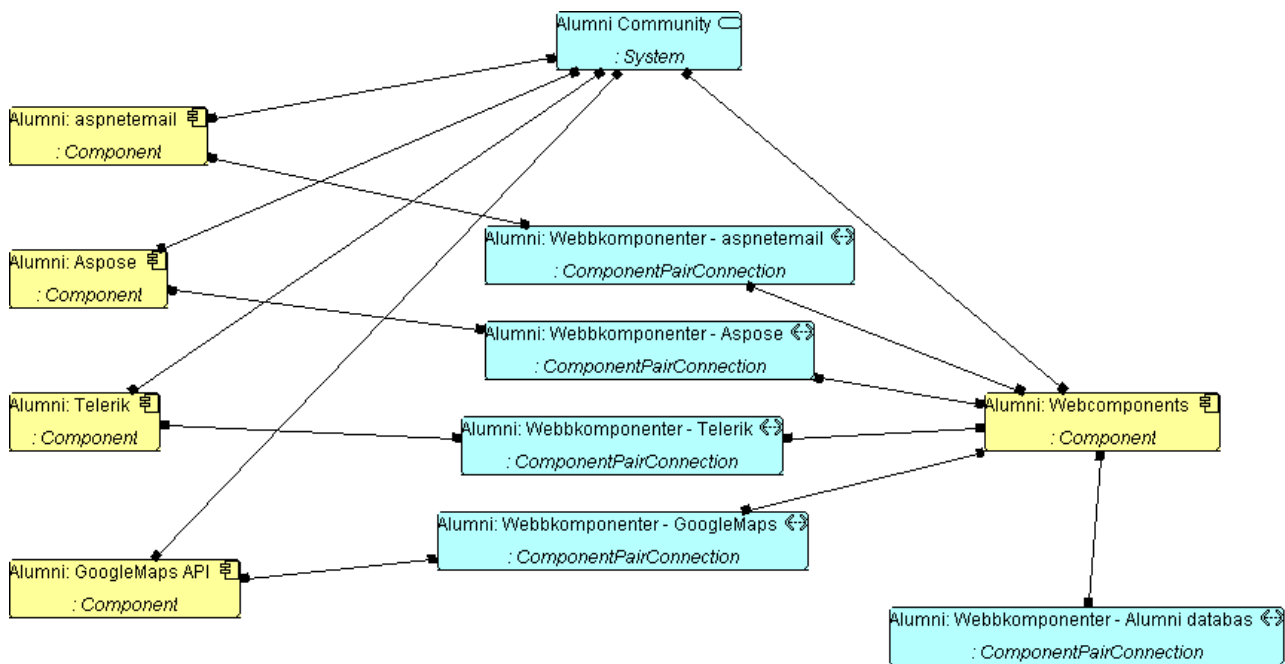 Alumni Community
: System
Alumni: aspnetemail
: Component
Alumni: Webbkomponenter - aspnetemail
: ComponentPairConnection
Alumni: Aspose
: Component
Alumni: Webbkomponenter - Aspose
: ComponentPairConnection
Alumni: Telerik
: Component
Alumni: Webcomponents
: Component
Alumni: Webbkomponenter - Telerik
: ComponentPairConnection
Alumni: Webbkomponenter - GoogleMaps
: ComponentPairConnection
Alumni: GoogleMaps API
: Component
Alumni: Webbkomponenter - Alumni databas
: ComponentPairConnection